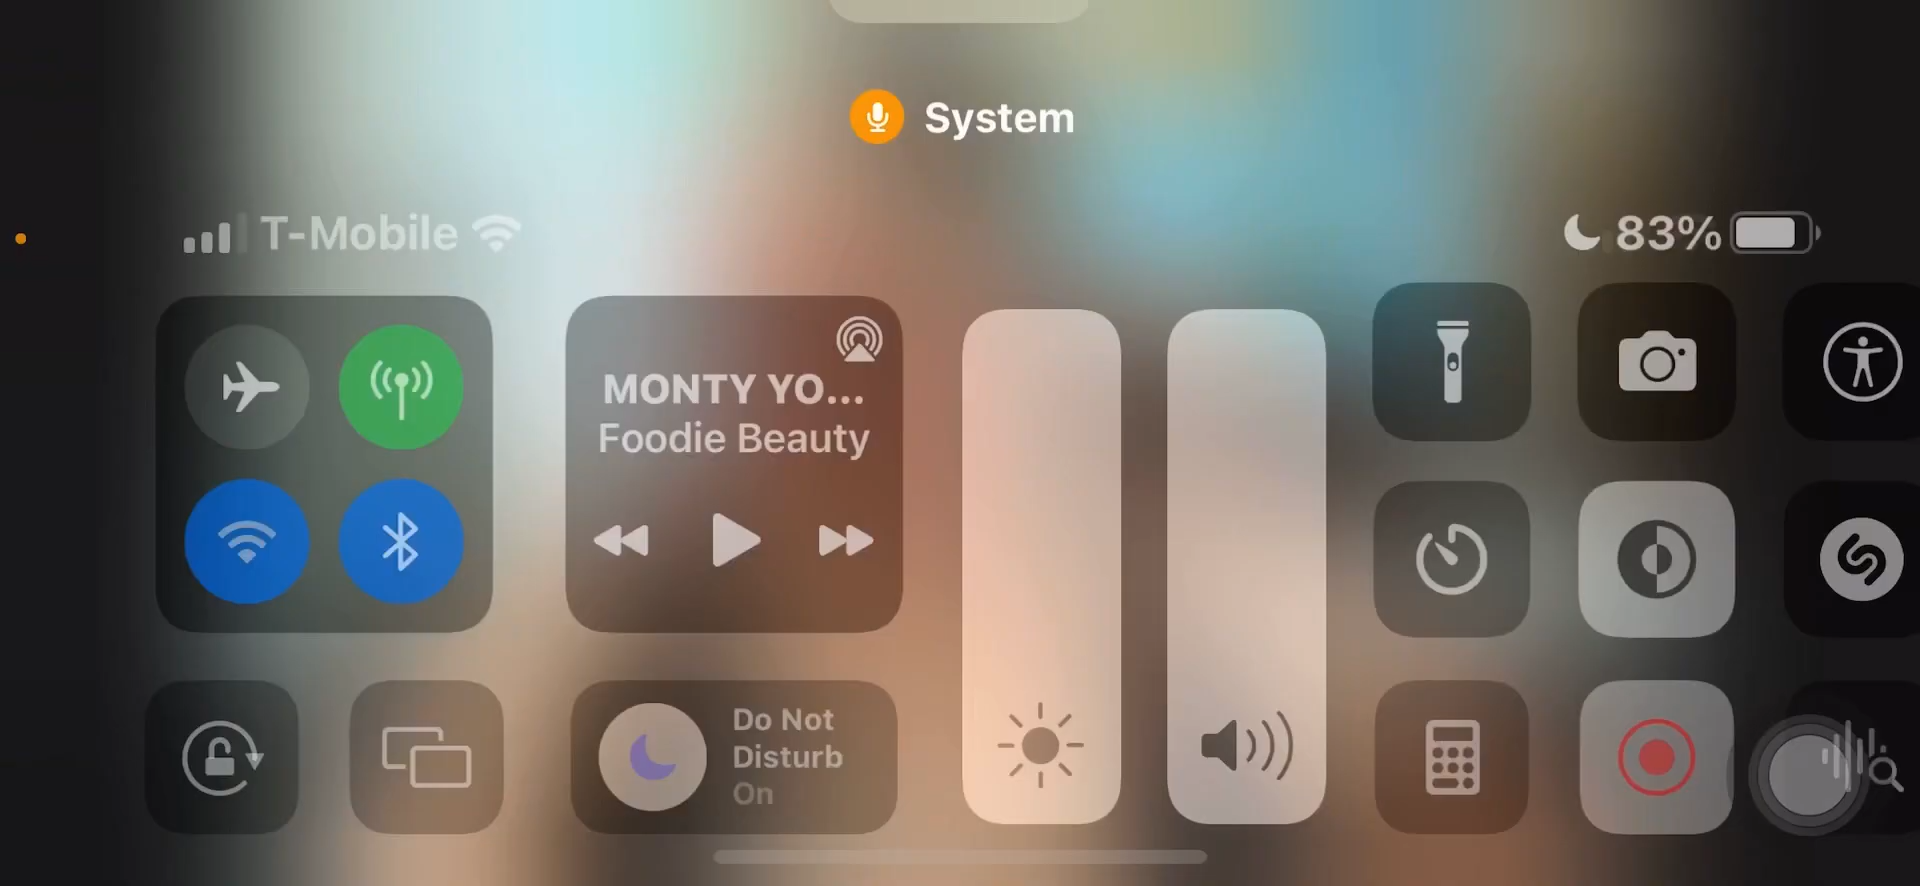 System
T-Mobile
83%
MONTY YO...
Foodie Beauty
Do Not
Disturb
On